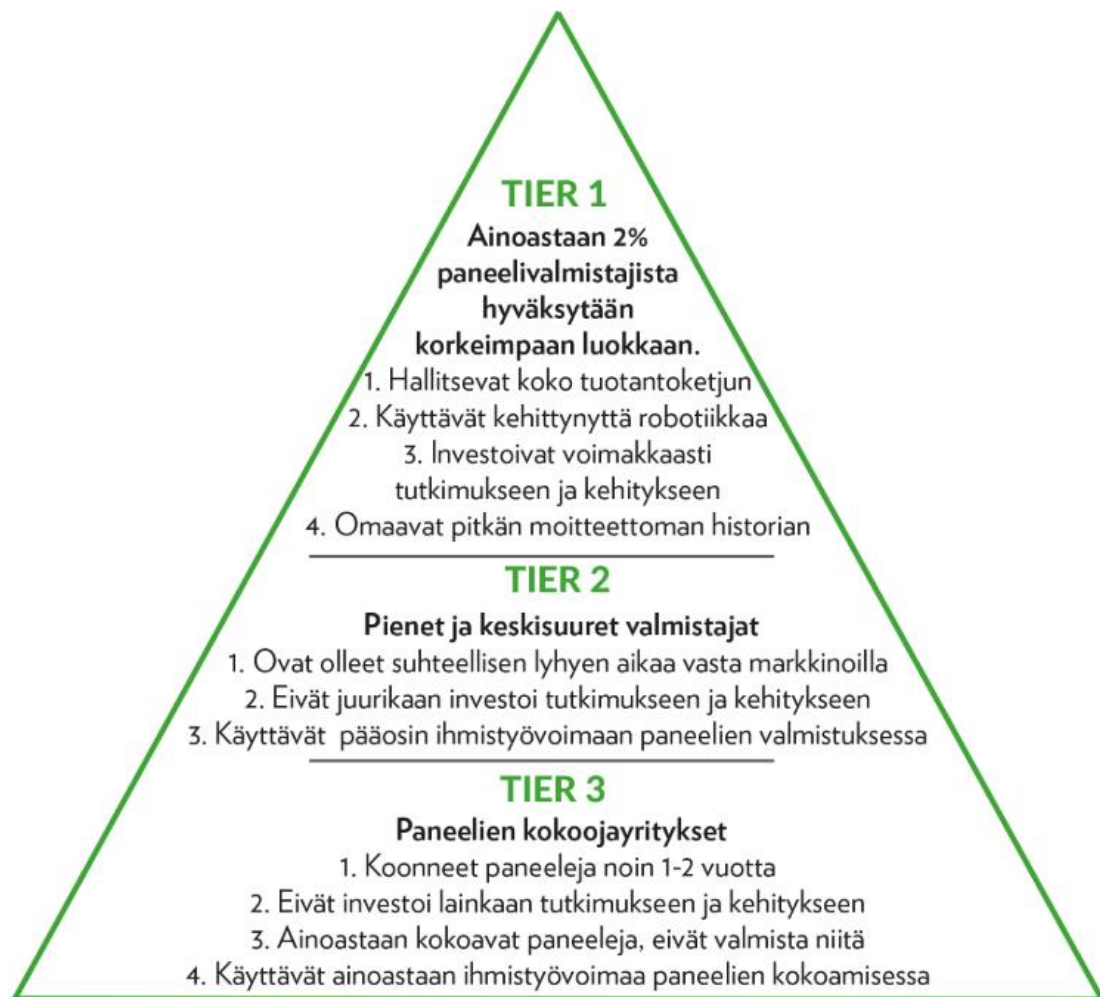 TIER 1
Ainoastaan 2%
paneelivalmistajista
hyväksytään
korkeimpaan luokkaan.
1. Hallitsevat koko tuotantoketjun
2. Käyttävät kehittynyttä robotiikkaa
3. Investoivat voimakkaasti
tutkimukseen ja kehitykseen
4. Omaavat pitkän moitteettoman historian
TIER 2
Pienet ja keskisuuret valmistajat
1. Ovat olleet suhteellisen lyhyen aikaa vasta markkinoilla
2. Eivät juurikaan investoi tutkimukseen ja kehitykseen
3. Käyttävät pääosin ihmistyövoimaan paneelien valmistuksessa
TIER 3
Paneelien kokoojayritykset
1. Koonneet paneeleja noin 1-2 vuotta
2. Eivät investoi lainkaan tutkimukseen ja kehitykseen
3. Ainoastaan kokoavat paneeleja, eivät valmista niitä
4. Käyttävät ainoastaan ihmistyövoimaa paneelien kokoamisessa